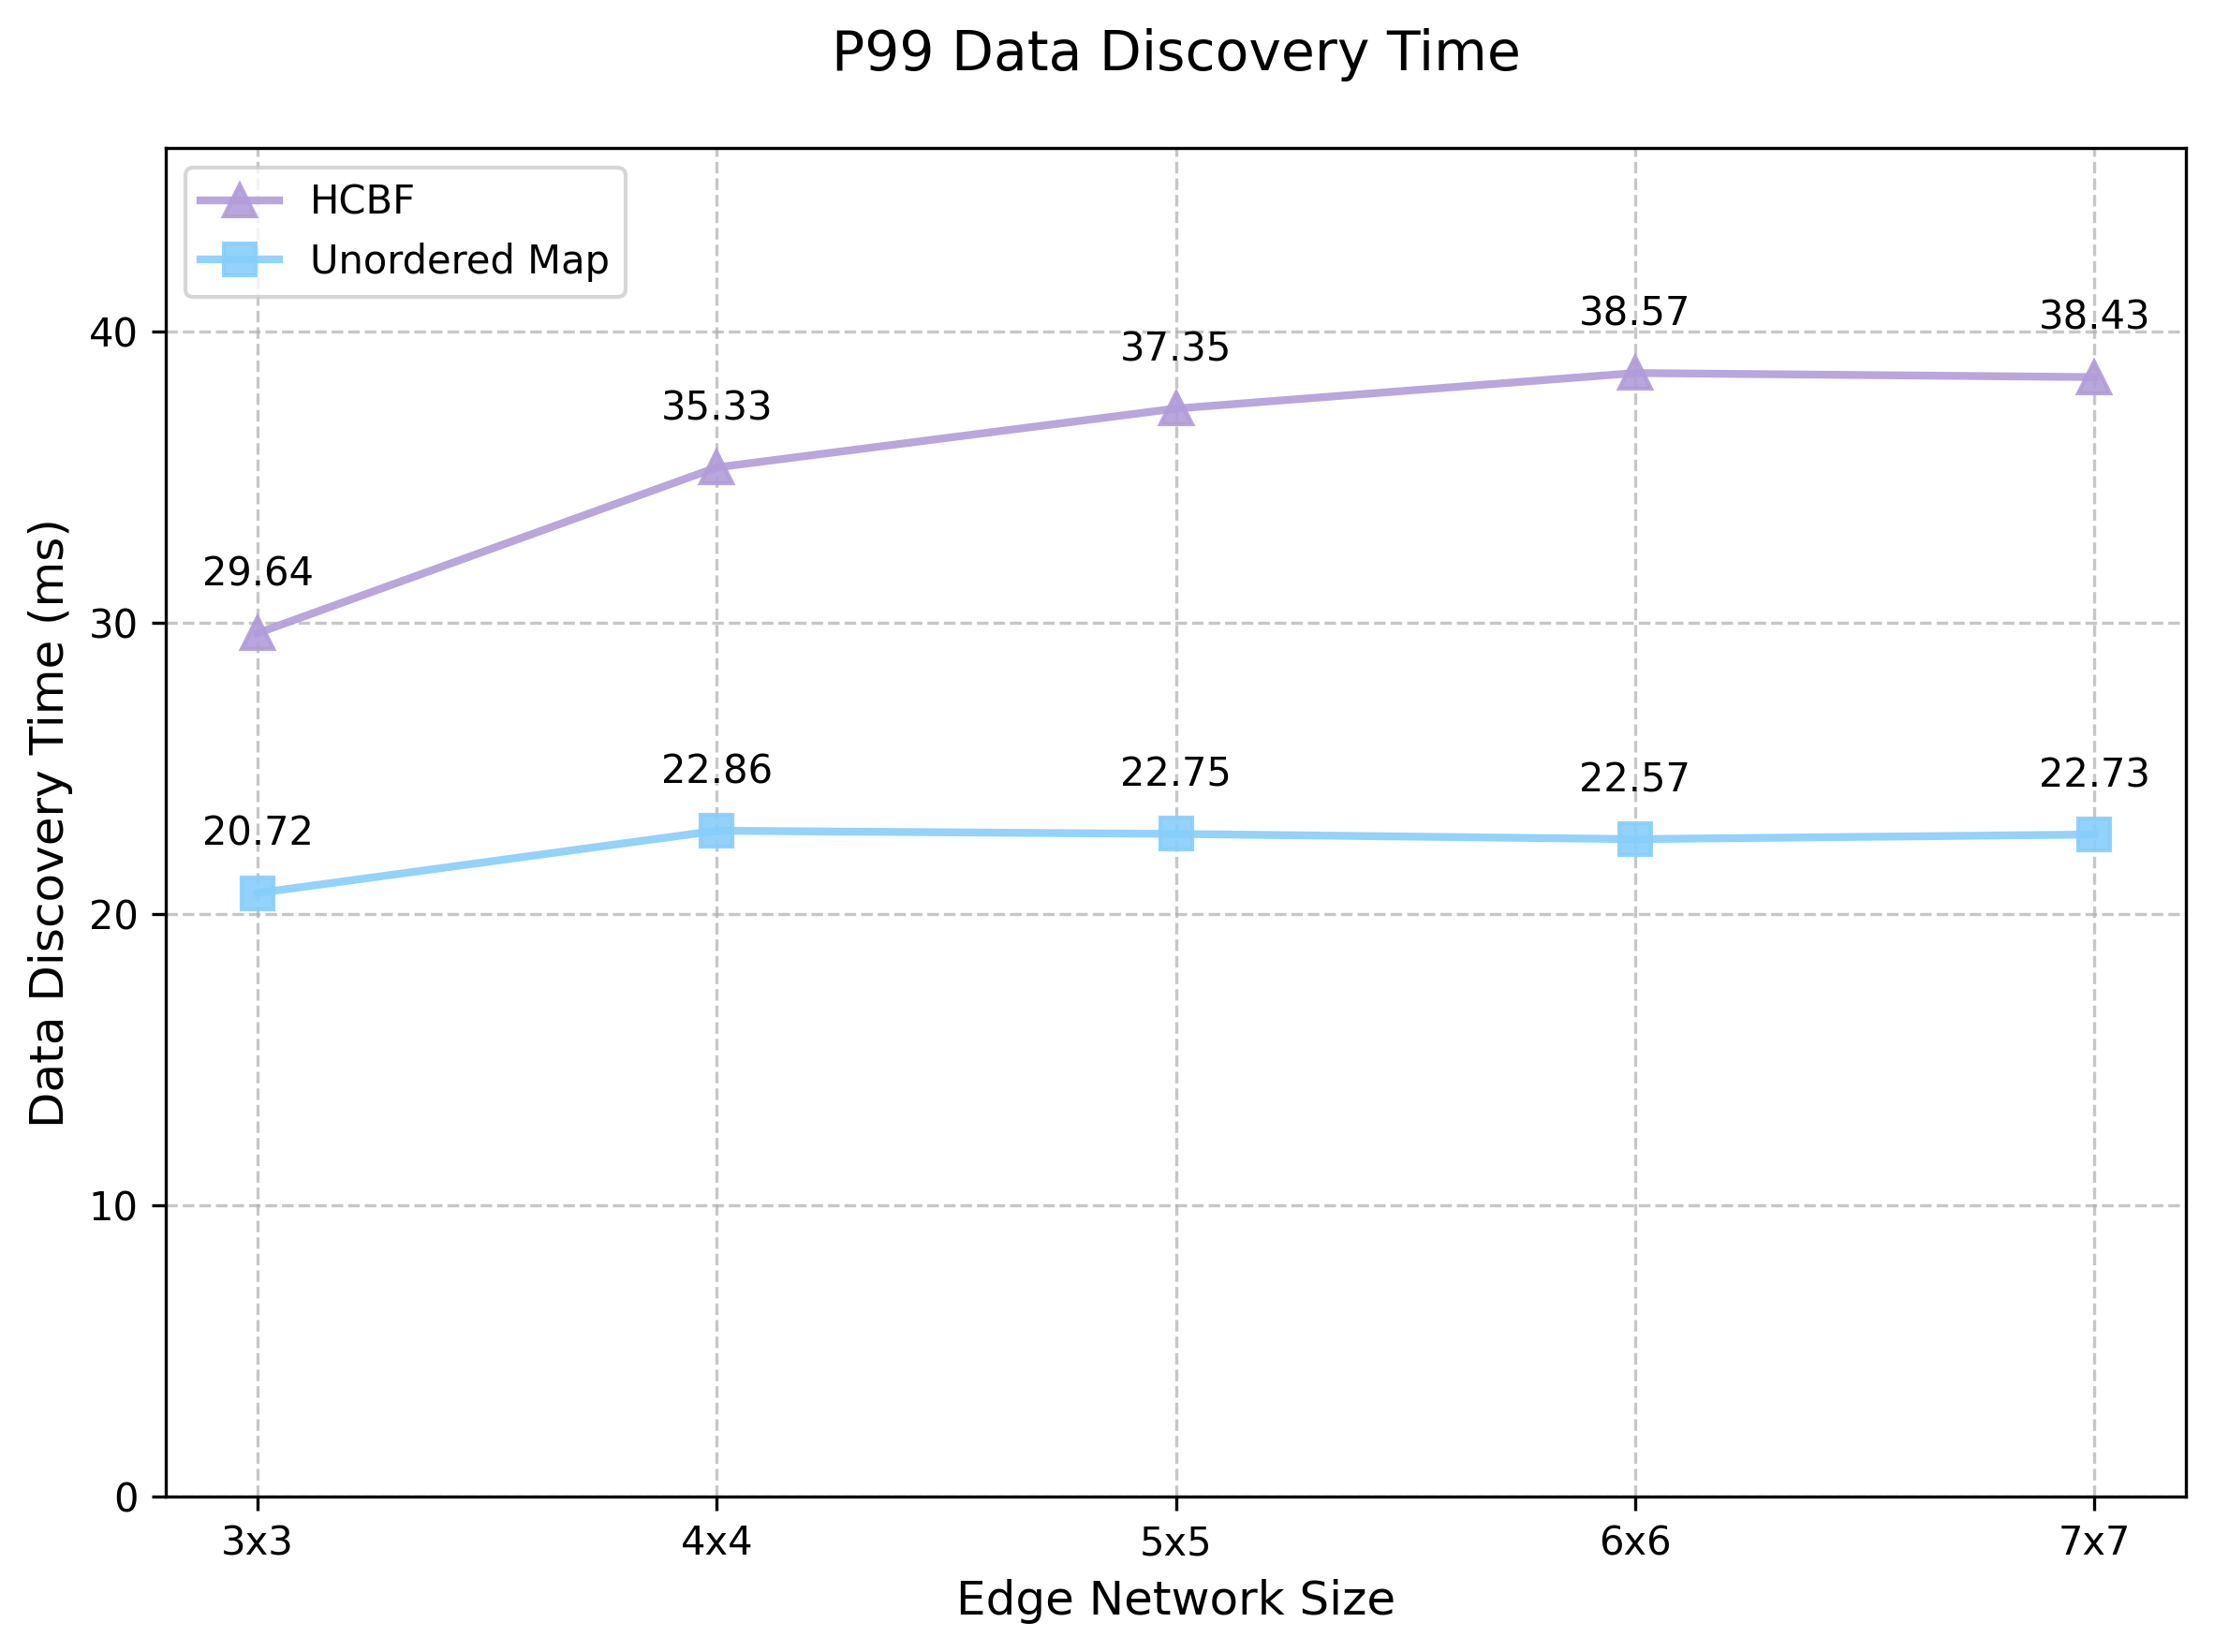 P99 Data Discovery Time
HCBF
Unordered Map
Data Discovery Time (ms)
40
30
20
10
0
29.64
35.33
37.35
38.57
38.43
20.72
22.86
22.75
22.57
22.73
3x3
4x4
5x5
6x6
7x7
Edge Network Size